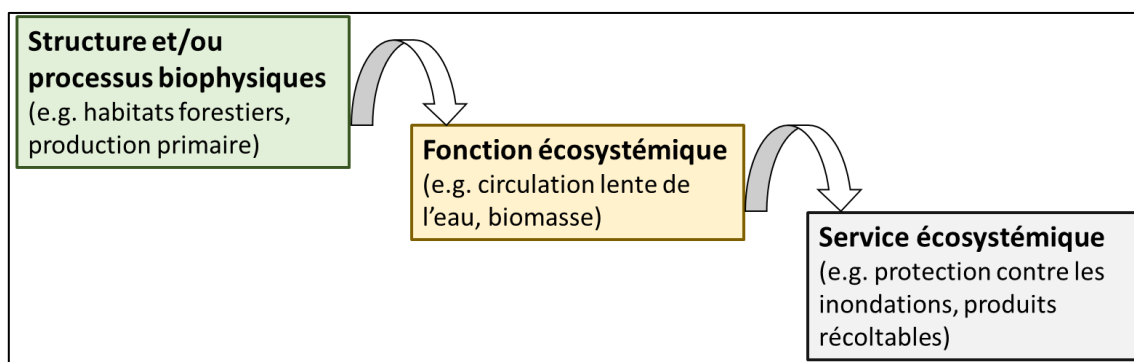 Structure et/ou
processus biophysiques
(e.g. habitats forestiers,
production primaire)
Fonction écosystémique
(e.g. circulation lente de
l'eau, biomasse)
Service écosystémique
(e.g. protection contre les
inondations, produits
récoltables)